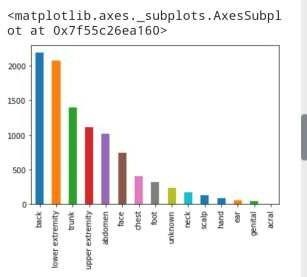 <matplotlib.axes._subplots.AxesSubpl
ot at 0x7f55c26ea160>
2000
1500
1000
500
0
back
lower extremity
trunk
upper extremity
abdomen
face
chest
foot
unknown
neck
scalp
hand
ear
genital
acral